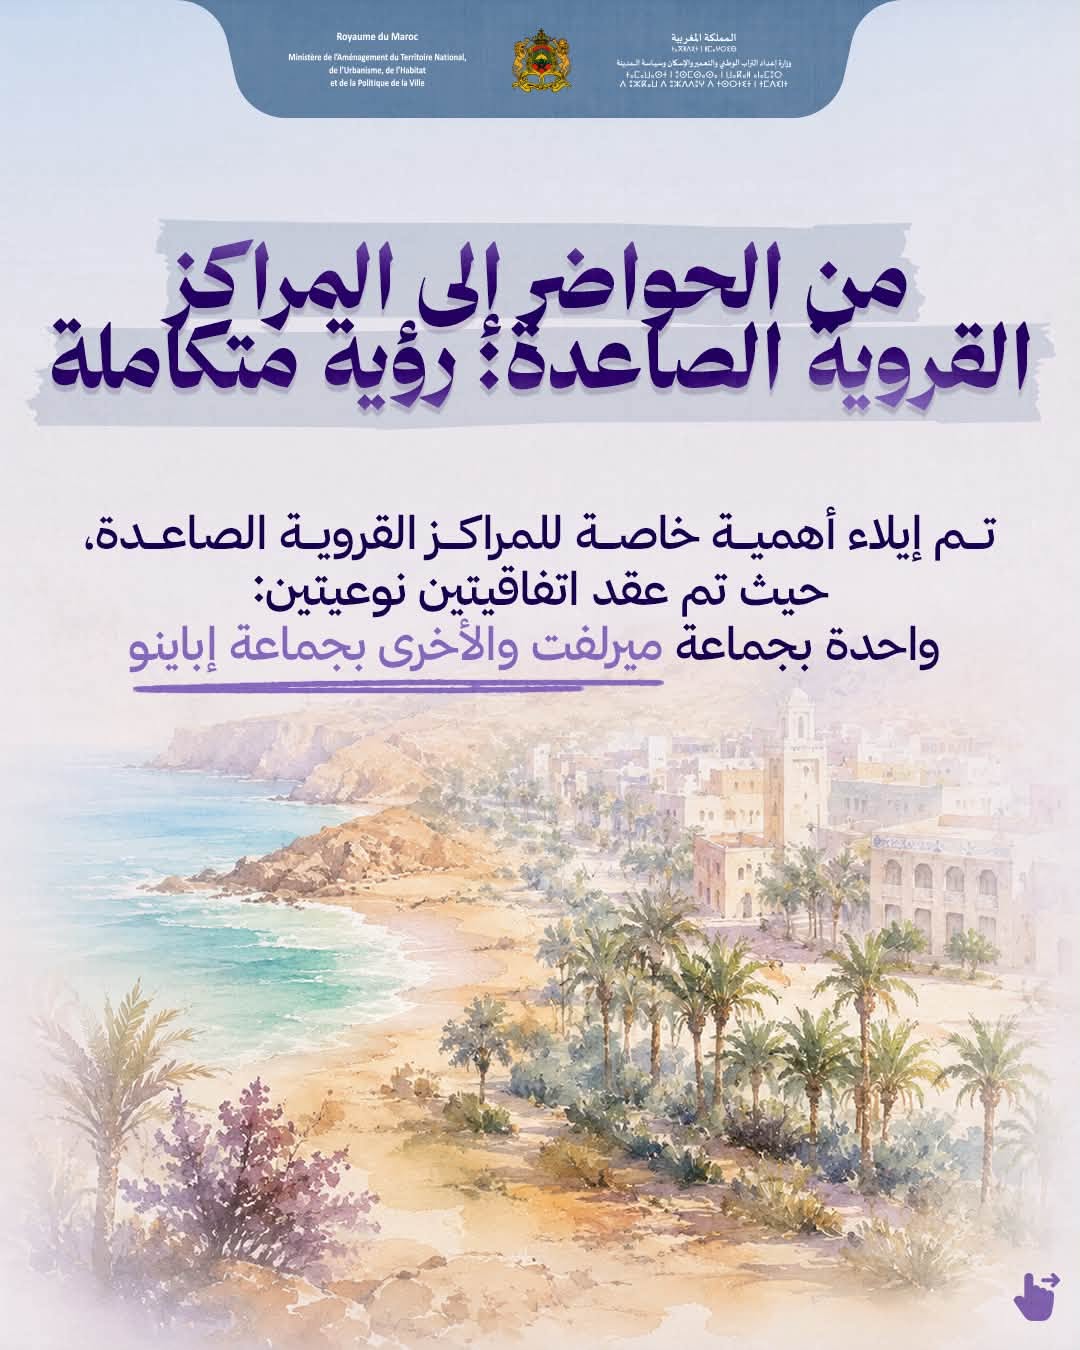 Royaume du Maroc
Ministère de l'Aménagement du Territoire National,
de l'Urbanisme, de l'Habitat
et de la Politique de la Ville
المملكة المغربية
ⵜⴰⴳⵍⴷⵉⵜ ⵏ ⵍⵎⵖⵔⵉⴱ
وزارة إعداد التراب الوطني والتعمير والإسكان وسياسة المدينة
من الحواضر إلى المراكز
القروية الصاعدة: رؤية متكاملة
تم إيلاء أهمية خاصة للمراكز القروية الصاعدة،
حيث تم عقد اتفاقيتين نوعيتين:
واحدة بجماعة ميرلفت والأخرى بجماعة إباينو